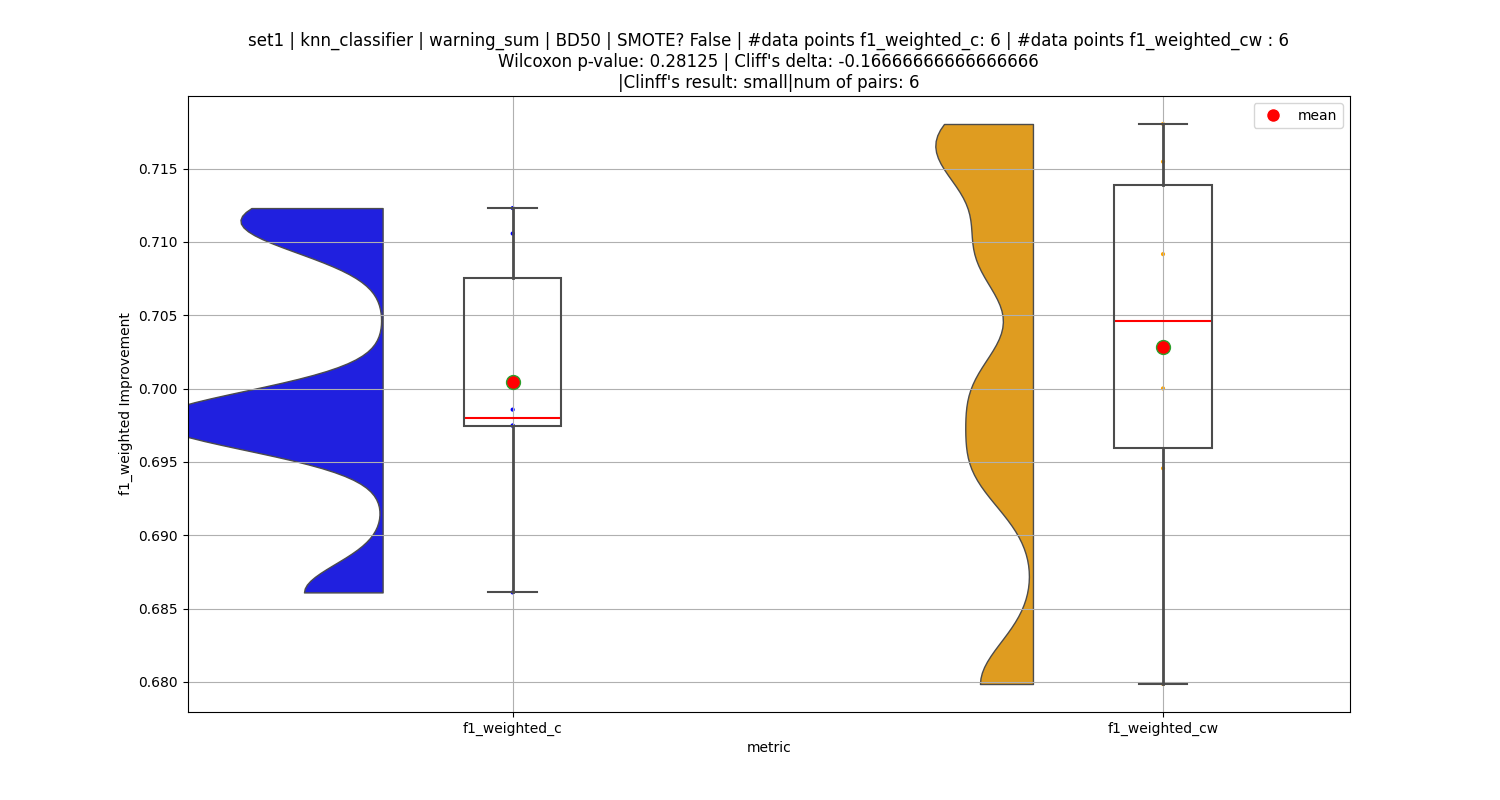 set1 | knn_classifier | warning_sum | BD50 | SMOTE? False | #data points f1_weighted_c: 6 | #data points f1_weighted_cw : 6
Wilcoxon p-value: 0.28125 | Cliff's delta: -0.16666666666666666
|Clinff's result: small|num of pairs: 6
mean
0.715
0.710
0.705
0.700
0.695
0.690
0.685
0.680
f1_weighted Improvement
f1_weighted_c
f1_weighted_cw
metric